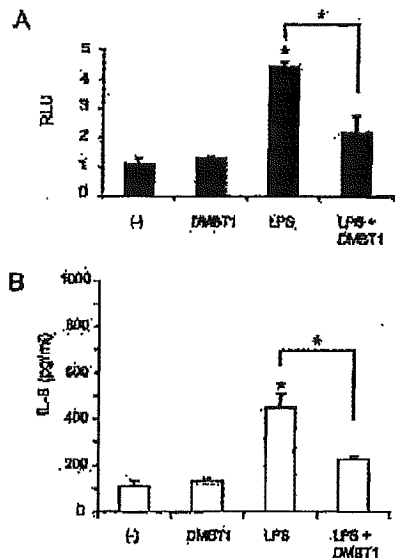 A
*
*
5
4
3
2
1
0
RLU
(-) DMBT1 LPS LPS +
DMBT1
B
1000
800
600
400
200
0
IL-8 (pg/ml)
*
*
(-) DMBT1 LPS LPS +
DMBT1